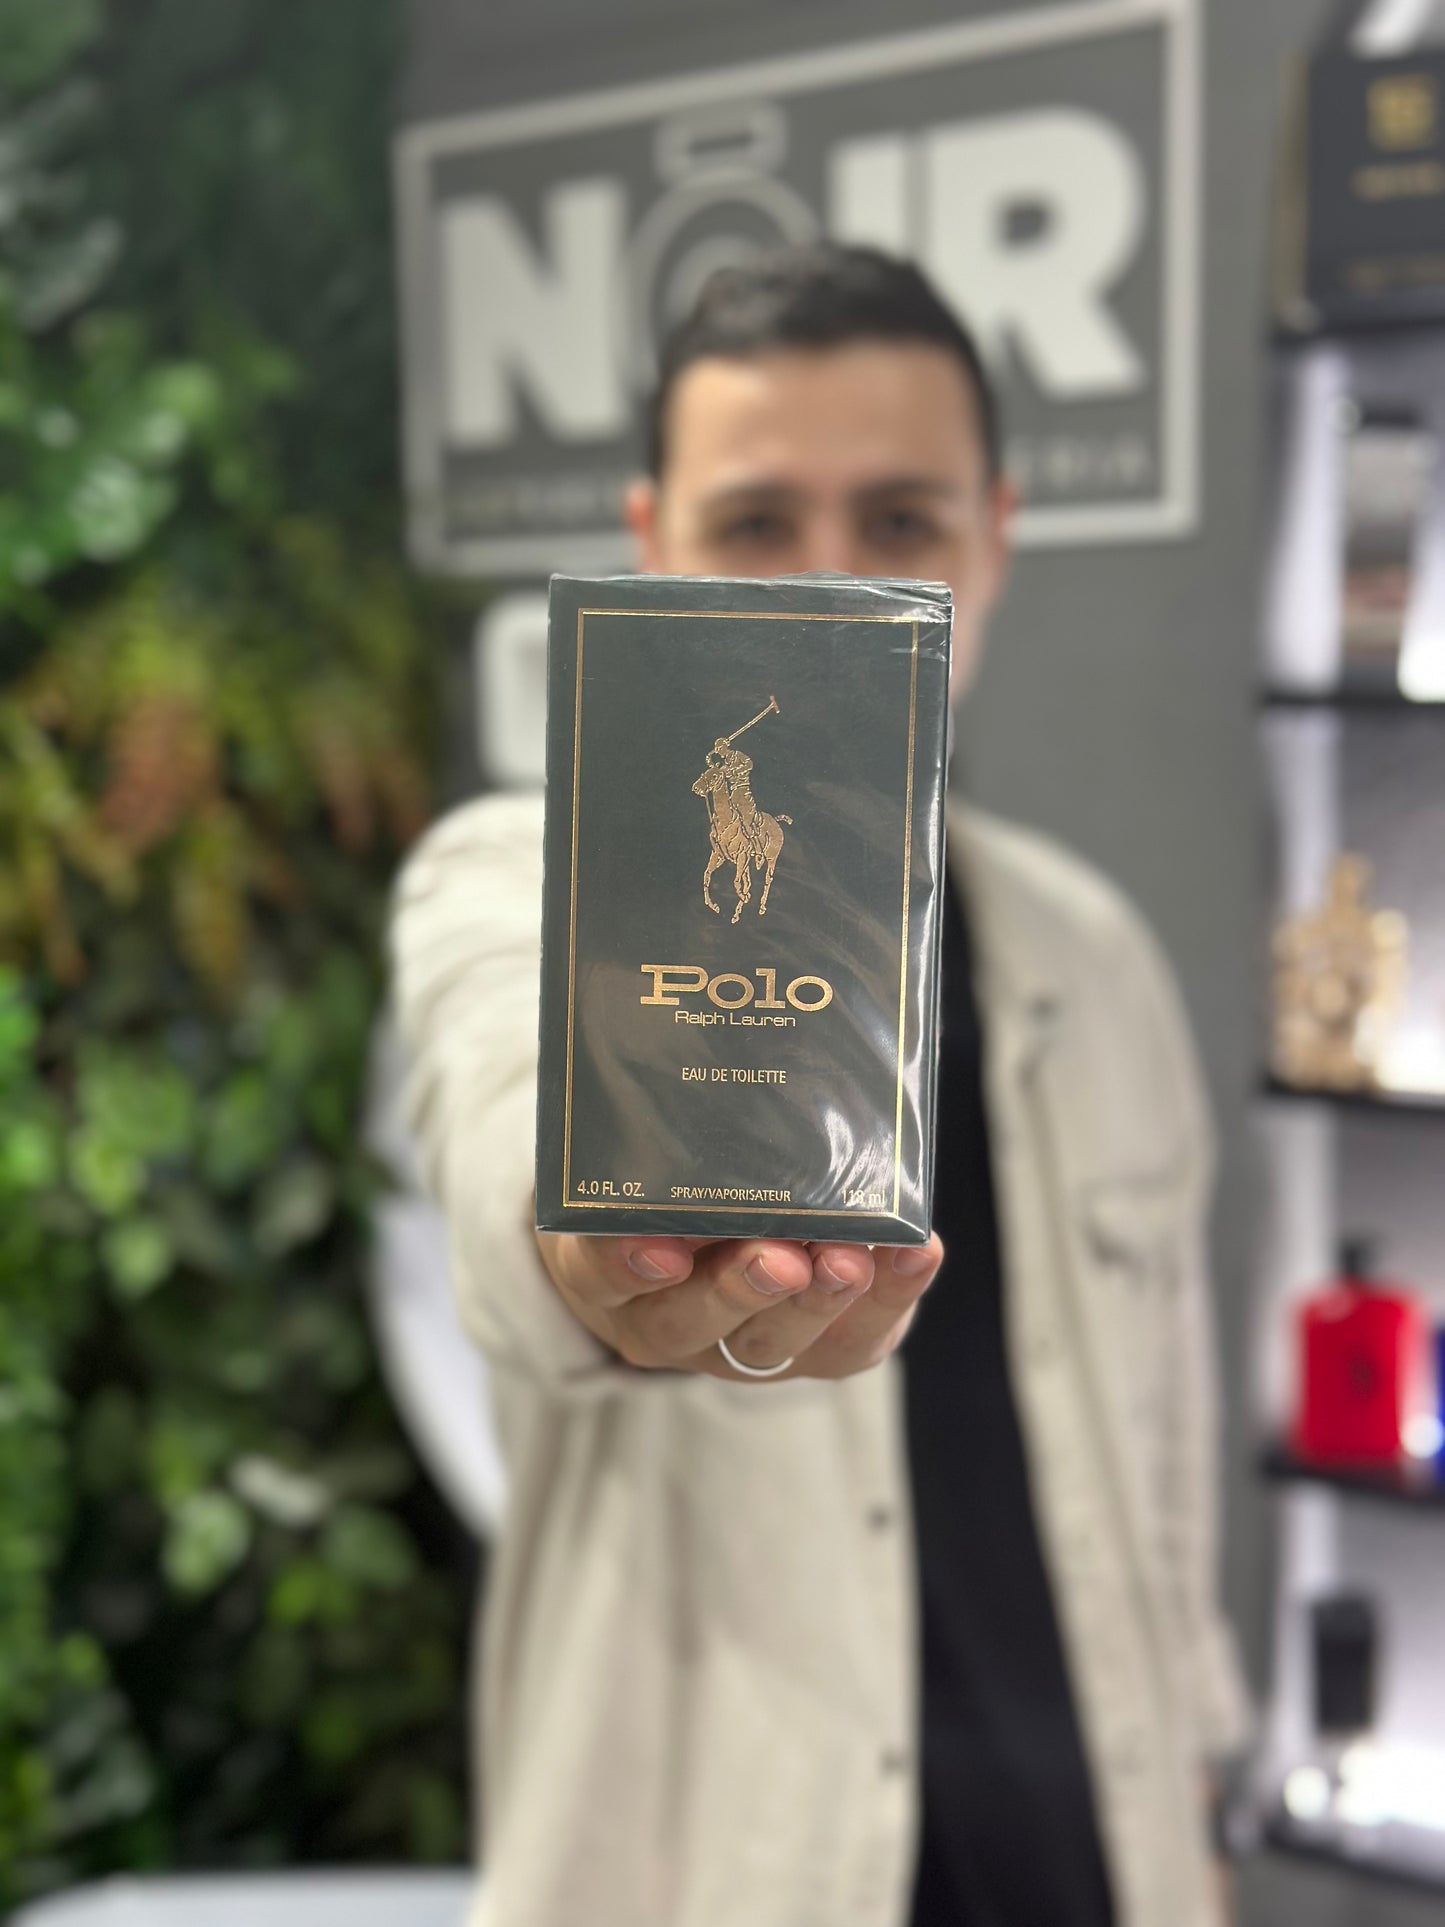 NOIR
Polo
Ralph Lauren
EAU DE TOILETTE
4.0 FL. OZ. SPRAY/VAPORISATEUR 118 ml